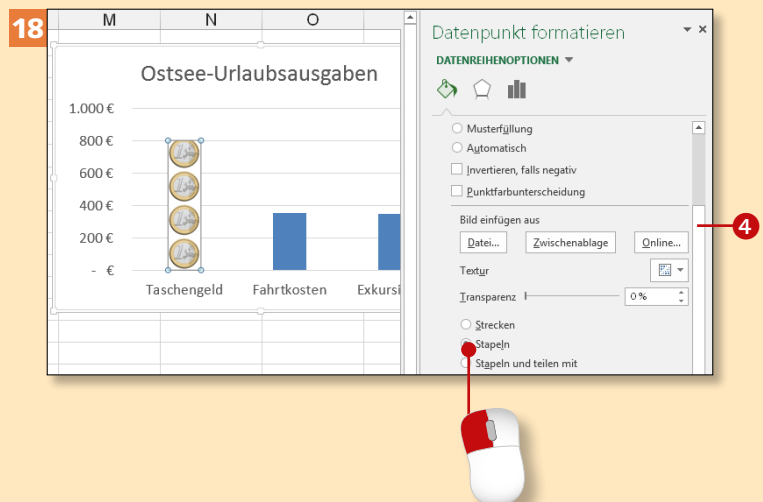 18
M N O
Ostsee-Urlaubsausgaben
1.000 €
800 €
600 €
400 €
200 €
- €
Taschengeld Fahrtkosten Exkursi
Datenpunkt formatieren
DATENREIHENOPTIONEN
Musterfüllung
Automatisch
Invertieren, falls negativ
Punktfarbunterscheidung
Bild einfügen aus
Datei... Zwischenablage Online...
4
Textur
Transparenz 0 %
Strecken
Stapeln
Stapeln und teilen mit